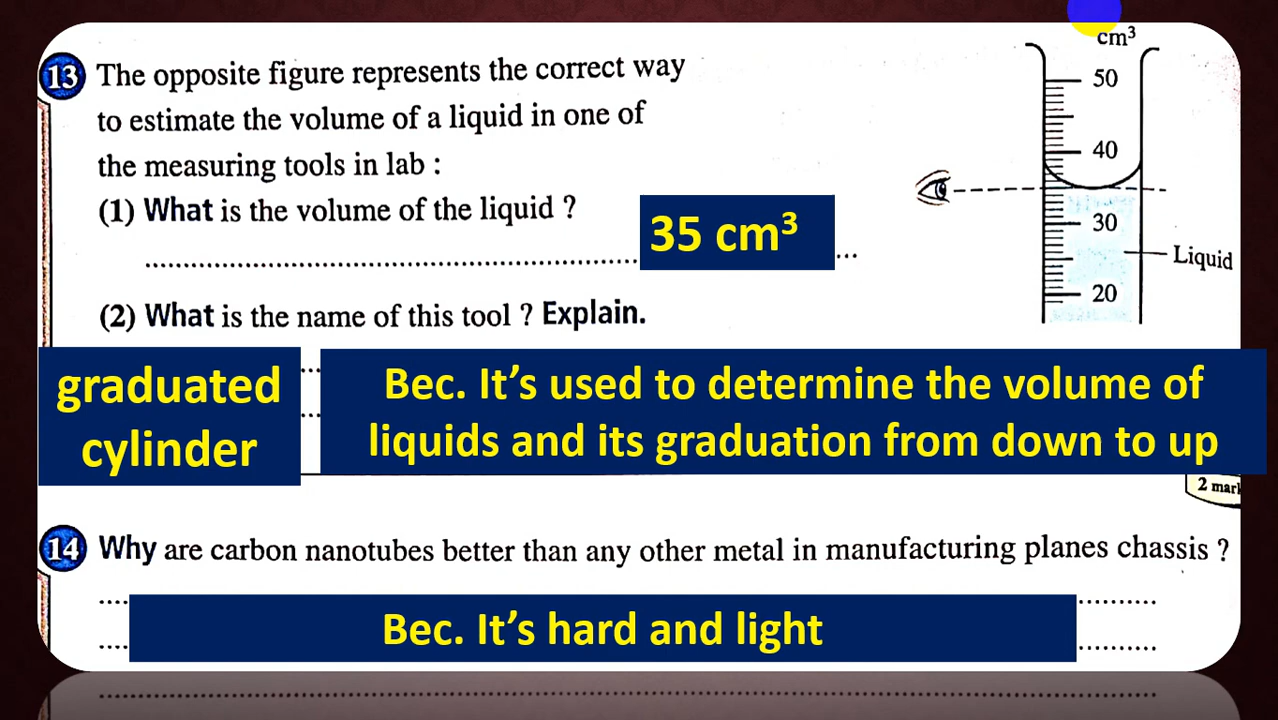 13 The opposite figure represents the correct way
to estimate the volume of a liquid in one of
the measuring tools in lab :
(1) What is the volume of the liquid ?
35 cm³
(2) What is the name of this tool ? Explain.
cm³
50
40
30
Liquid
20
graduated
cylinder
Bec. It’s used to determine the volume of
liquids and its graduation from down to up
2 mark
14 Why are carbon nanotubes better than any other metal in manufacturing planes chassis ?
Bec. It’s hard and light